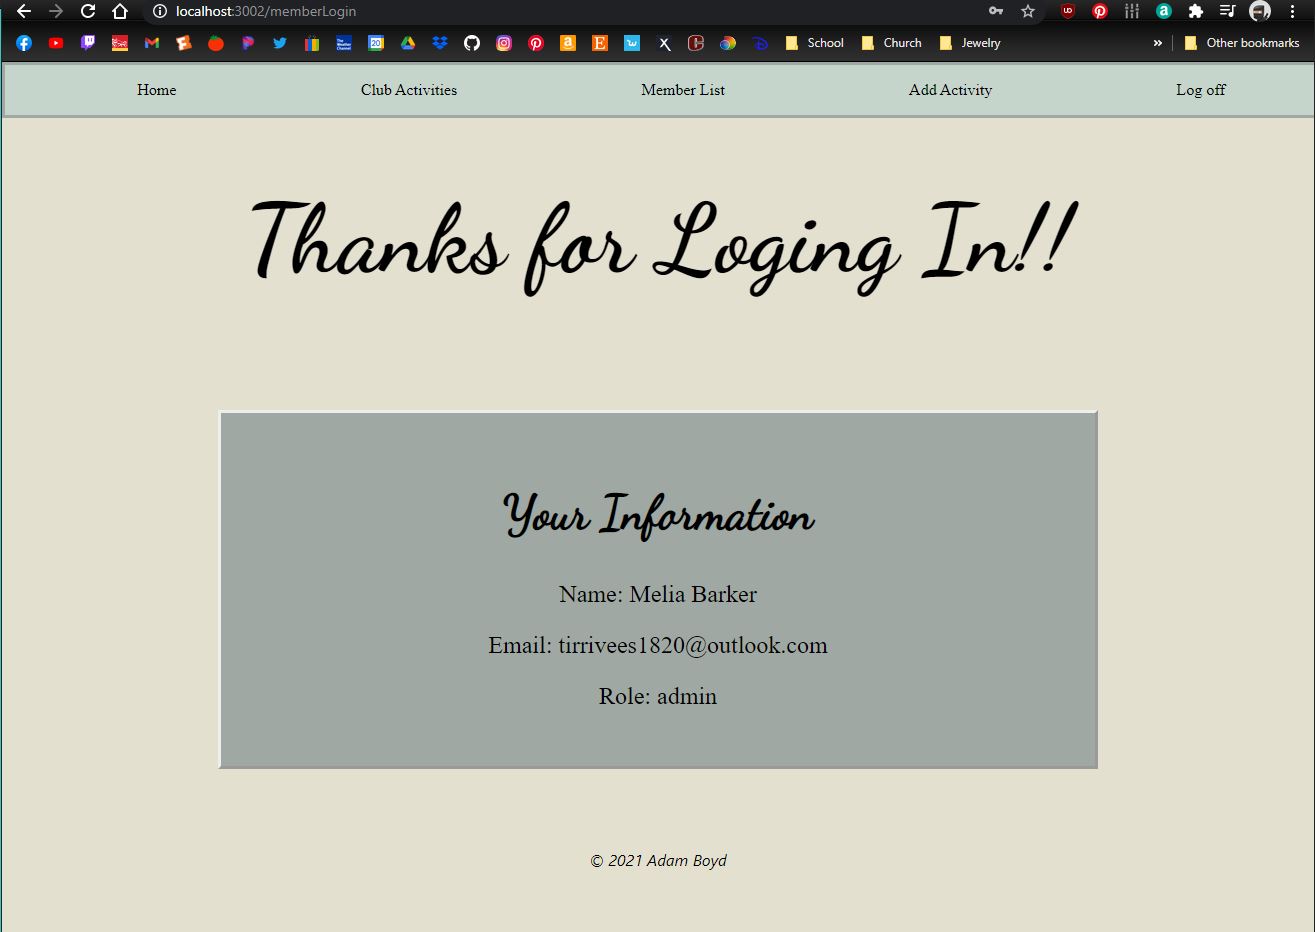 localhost:3002/memberLogin
School Church Jewelry » Other bookmarks
Home Club Activities Member List Add Activity Log off
Thanks for Loging In!!
Your Information
Name: Melia Barker
Email: tirrivees1820@outlook.com
Role: admin
© 2021 Adam Boyd